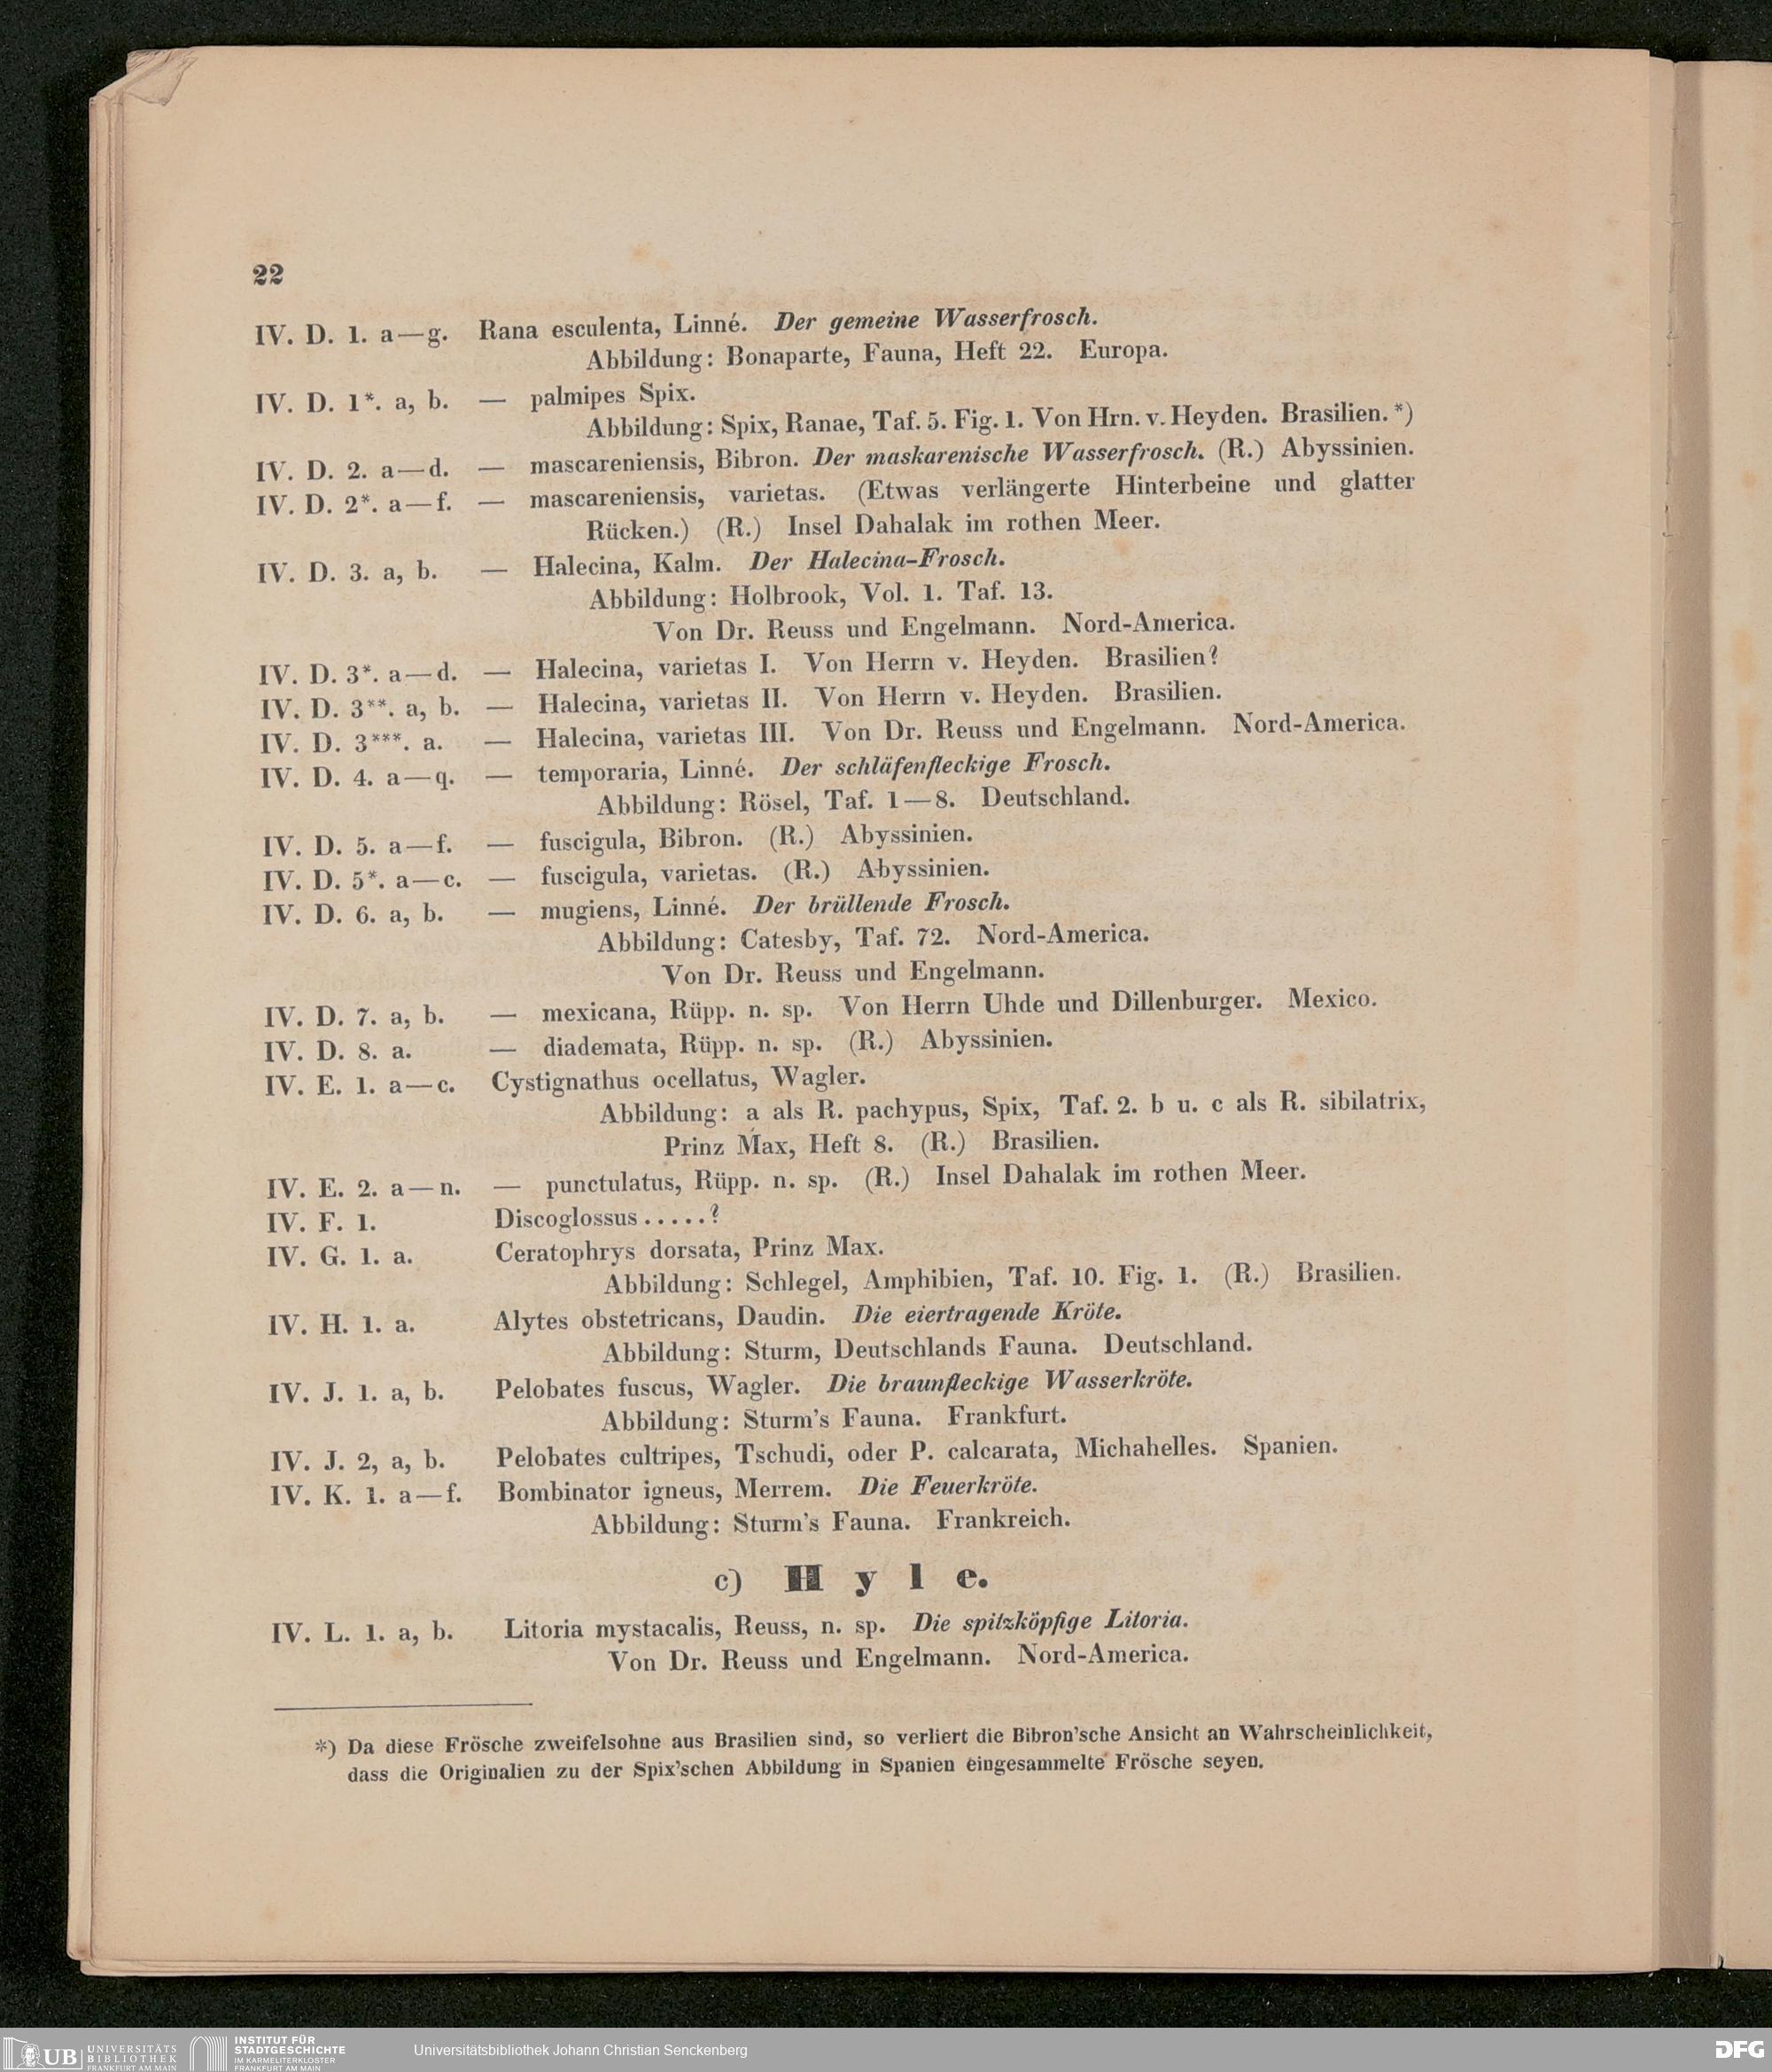 22
IV. D. 1. a—g. Rana esculenta, Linné. Der gemeine Wasserfrosch.
Abbildung: Bonaparte, Fauna, Heft 22. Europa.
IV. D. 1*. a, b. — palmipes Spix.
Abbildung: Spix, Ranae, Taf. 5. Fig. 1. Von Hrn. v. Heyden. Brasilien. *)
IV. D. 2. a—d. — mascareniensis, Bibron. Der maskarenische Wasserfrosch. (R.) Abyssinien.
IV. D. 2*. a—f. — mascareniensis, varietas. (Etwas verlängerte Hinterbeine und glatter
Rücken.) (R.) Insel Dahalak im rothen Meer.
IV. D. 3. a, b. — Halecina, Kalm. Der Halecina-Frosch.
Abbildung: Holbrook, Vol. 1. Taf. 13.
Von Dr. Reuss und Engelmann. Nord-America.
IV. D. 3*. a—d. — Halecina, varietas I. Von Herrn v. Heyden. Brasilien?
IV. D. 3**. a, b. — Halecina, varietas II. Von Herrn v. Heyden. Brasilien.
IV. D. 3***. a. — Halecina, varietas III. Von Dr. Reuss und Engelmann. Nord-America.
IV. D. 4. a—q. — temporaria, Linné. Der schläfenfleckige Frosch.
Abbildung: Rösel, Taf. 1—8. Deutschland.
IV. D. 5. a—f. — fuscigula, Bibron. (R.) Abyssinien.
IV. D. 5*. a—c. — fuscigula, varietas. (R.) Abyssinien.
IV. D. 6. a, b. — mugiens, Linné. Der brüllende Frosch.
Abbildung: Catesby, Taf. 72. Nord-America.
Von Dr. Reuss und Engelmann.
IV. D. 7. a, b. — mexicana, Rüpp. n. sp. Von Herrn Uhde und Dillenburger. Mexico.
IV. D. 8. a. — diademata, Rüpp. n. sp. (R.) Abyssinien.
IV. E. 1. a—c. Cystignathus ocellatus, Wagler.
Abbildung: a als R. pachypus, Spix, Taf. 2. b u. c als R. sibilatrix,
Prinz Max, Heft 8. (R.) Brasilien.
IV. E. 2. a—n. — punctulatus, Rüpp. n. sp. (R.) Insel Dahalak im rothen Meer.
IV. F. 1. Discoglossus.....?
IV. G. 1. a. Ceratophrys dorsata, Prinz Max.
Abbildung: Schlegel, Amphibien, Taf. 10. Fig. 1. (R.) Brasilien.
IV. H. 1. a. Alytes obstetricans, Daudin. Die eiertragende Kröte.
Abbildung: Sturm, Deutschlands Fauna. Deutschland.
IV. J. 1. a, b. Pelobates fuscus, Wagler. Die braunfleckige Wasserkröte.
Abbildung: Sturm's Fauna. Frankfurt.
IV. J. 2, a, b. Pelobates cultripes, Tschudi, oder P. calcarata, Michahelles. Spanien.
IV. K. 1. a—f. Bombinator igneus, Merrem. Die Feuerkröte.
Abbildung: Sturm's Fauna. Frankreich.
c) Hyle.
IV. L. 1. a, b. Litoria mystacalis, Reuss, n. sp. Die spitzköpfige Litoria.
Von Dr. Reuss und Engelmann. Nord-America.
*) Da diese Frösche zweifelsohne aus Brasilien sind, so verliert die Bibron'sche Ansicht an Wahrscheinlichkeit,
dass die Originalien zu der Spix'schen Abbildung in Spanien eingesammelte Frösche seyen.
UB UNIVERSITÄTS
BIBLIOTHEK
FRANKFURT AM MAIN
INSTITUT FÜR
STADTGESCHICHTE
IM KARMELITERKLOSTER
FRANKFURT AM MAIN
Universitätsbibliothek Johann Christian Senckenberg
DFG